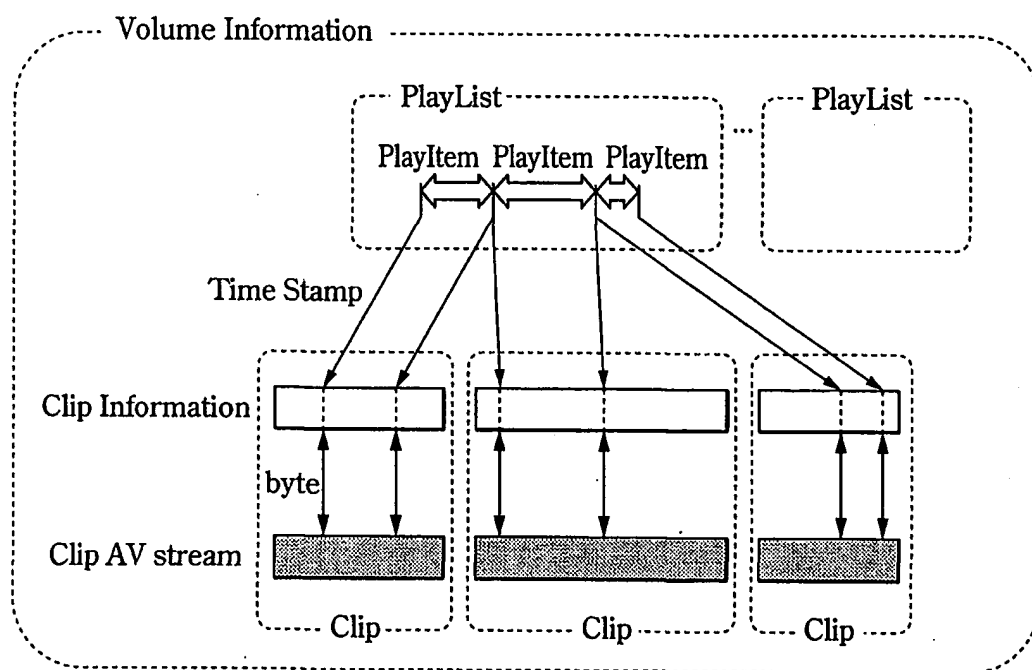 Volume Information
PlayList
PlayList
...
PlayItem PlayItem PlayItem
Time Stamp
Clip Information
byte
Clip AV stream
Clip
Clip
Clip